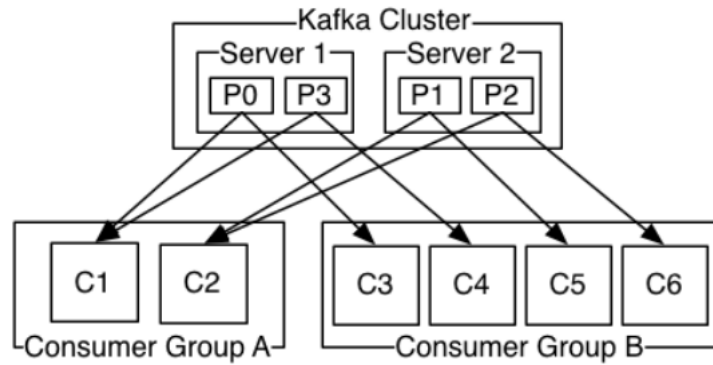 Kafka Cluster
Server 1 Server 2
P0 P3 P1 P2
C1 C2 C3 C4 C5 C6
Consumer Group A Consumer Group B